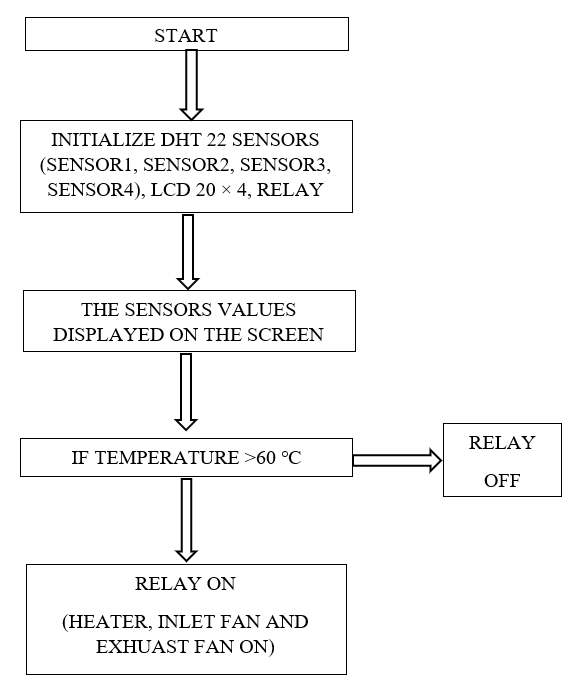 START
INITIALIZE DHT 22 SENSORS
(SENSOR1, SENSOR2, SENSOR3,
SENSOR4), LCD 20 × 4, RELAY
THE SENSORS VALUES
DISPLAYED ON THE SCREEN
IF TEMPERATURE >60 ℃
RELAY
OFF
RELAY ON
(HEATER, INLET FAN AND
EXHUAST FAN ON)